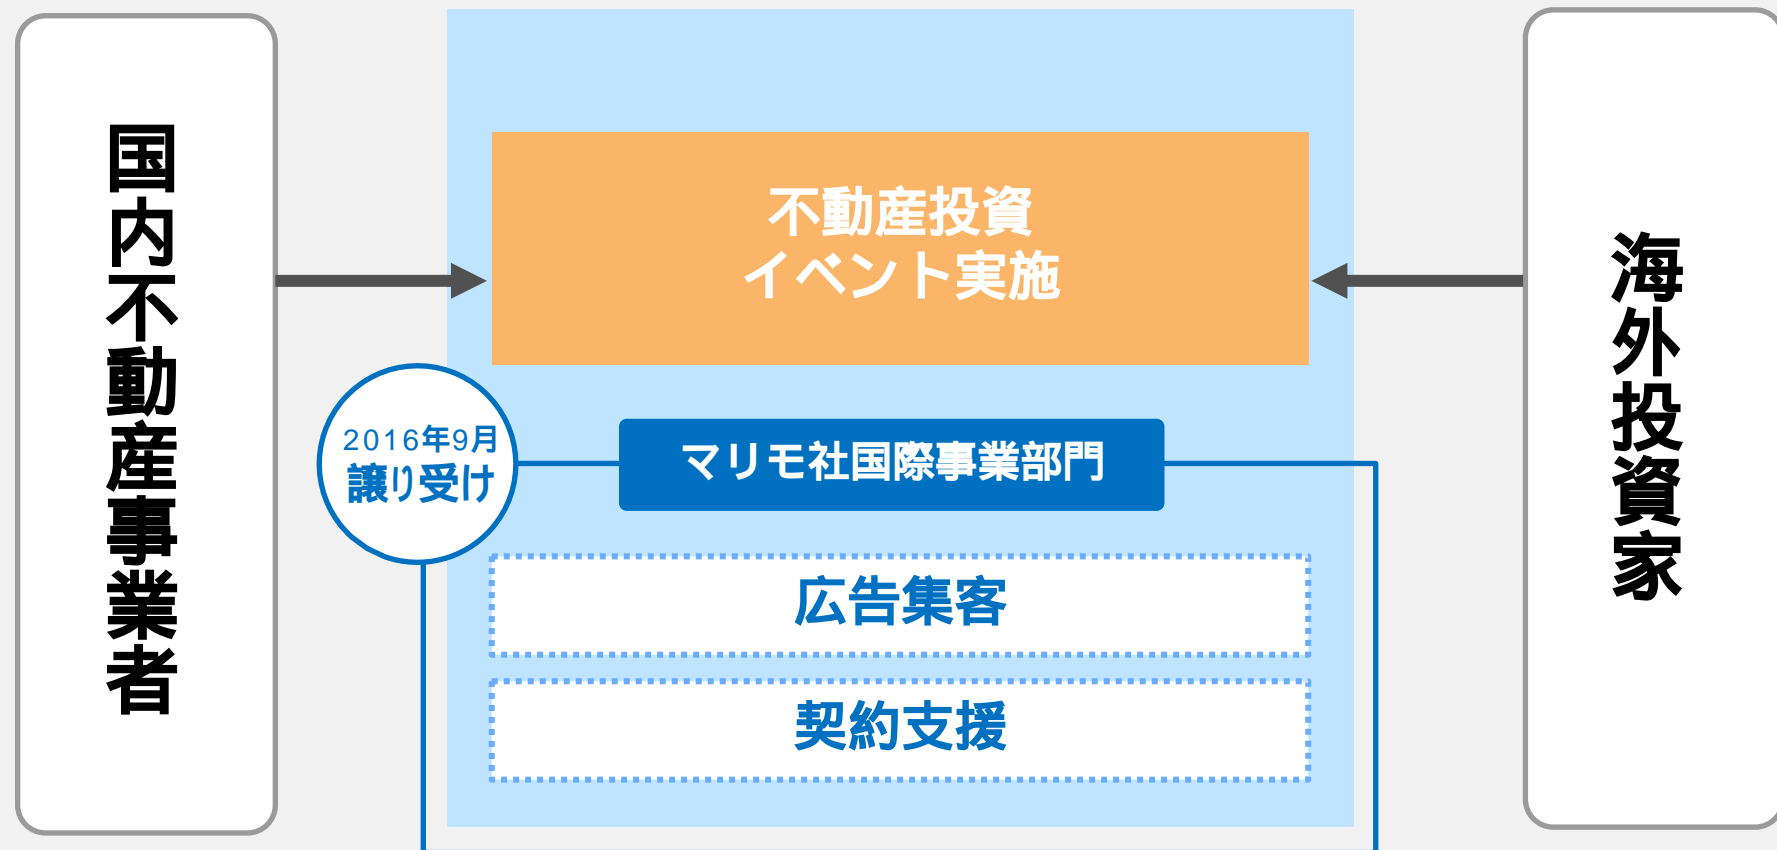 国内不動産事業者
不動産投資
イベント実施
海外投資家
2016年9月
譲り受け
マリモ社国際事業部門
広告集客
契約支援